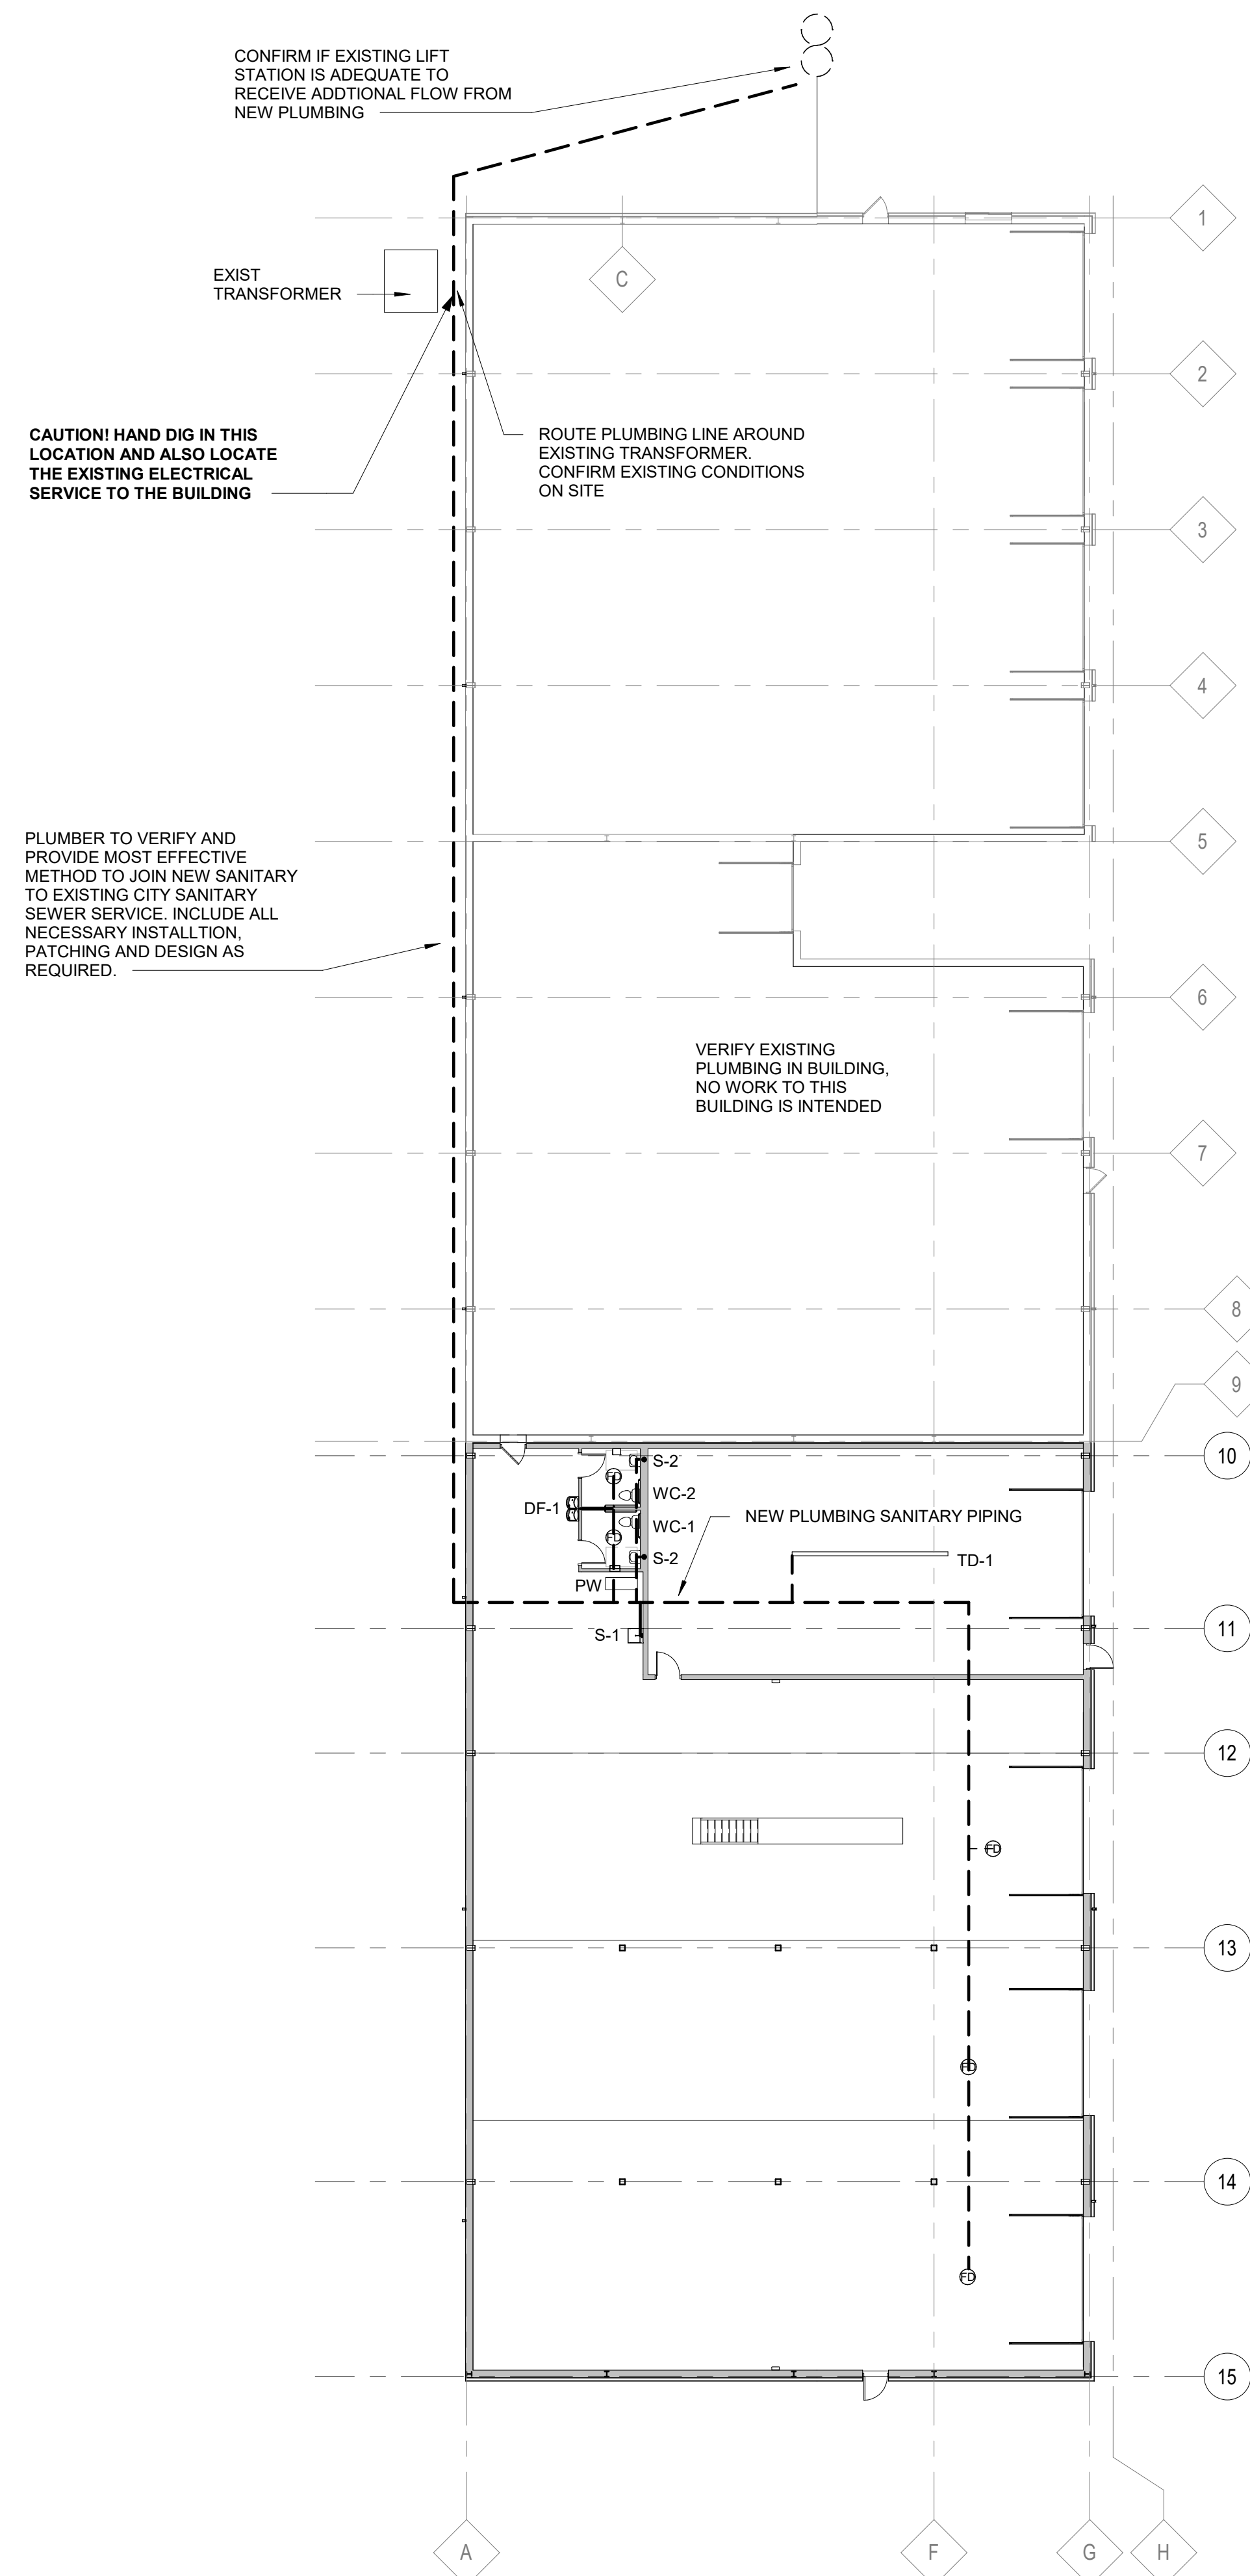 CONFIRM IF EXISTING LIFT
STATION IS ADEQUATE TO
RECEIVE ADDTIONAL FLOW FROM
NEW PLUMBING
1
EXIST
TRANSFORMER
C
2
CAUTION! HAND DIG IN THIS
LOCATION AND ALSO LOCATE
THE EXISTING ELECTRICAL
SERVICE TO THE BUILDING
ROUTE PLUMBING LINE AROUND
EXISTING TRANSFORMER.
CONFIRM EXISTING CONDITIONS
ON SITE
3
4
PLUMBER TO VERIFY AND
PROVIDE MOST EFFECTIVE
METHOD TO JOIN NEW SANITARY
TO EXISTING CITY SANITARY
SEWER SERVICE. INCLUDE ALL
NECESSARY INSTALLTION,
PATCHING AND DESIGN AS
REQUIRED.
5
6
VERIFY EXISTING
PLUMBING IN BUILDING,
NO WORK TO THIS
BUILDING IS INTENDED
7
8
9
10
S-2
FD
WC-2
DF-1
NEW PLUMBING SANITARY PIPING
WC-1
FD
S-2
TD-1
PW
S-1
11
12
FD
13
FD
14
FD
15
A
F
G
H